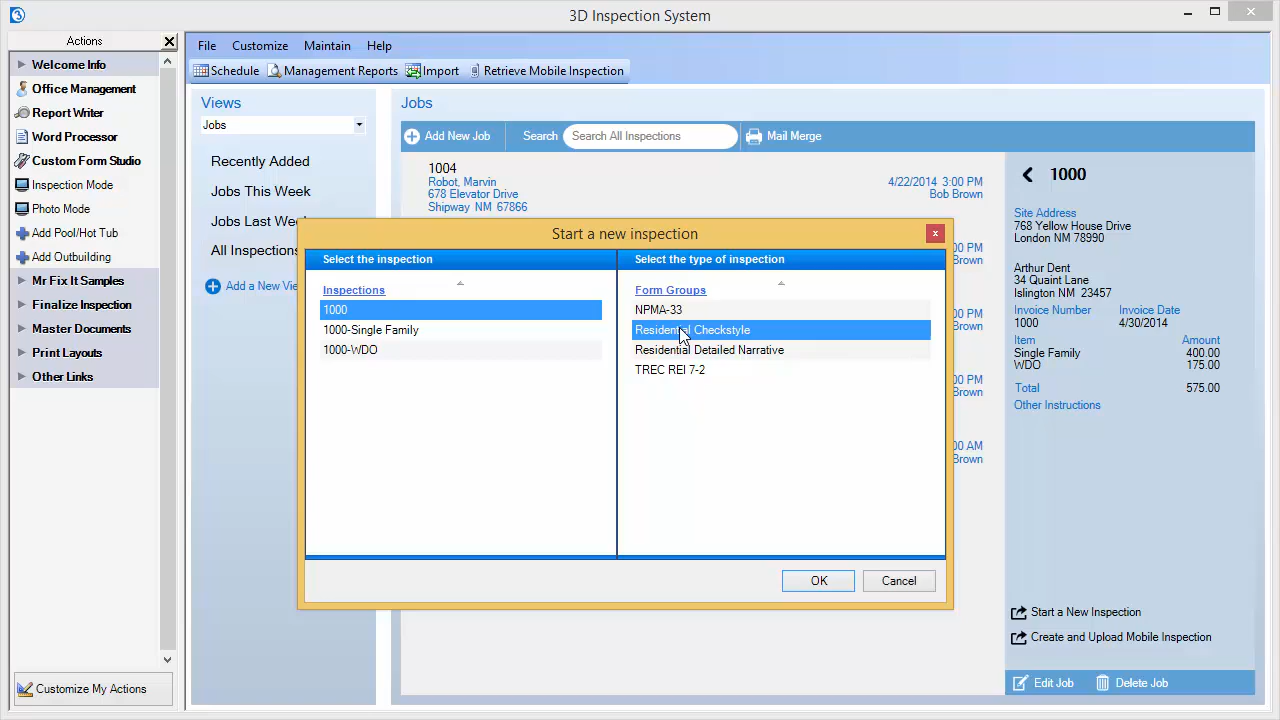 3D Inspection System
Actions
Welcome Info
Office Management
Report Writer
Word Processor
Custom Form Studio
Inspection Mode
Photo Mode
Add Pool/Hot Tub
Add Outbuilding
Mr Fix It Samples
Finalize Inspection
Master Documents
Print Layouts
Other Links
Customize My Actions
File Customize Maintain Help
Schedule Management Reports Import Retrieve Mobile Inspection
Views
Jobs
Recently Added
Jobs This Week
Jobs Last
All Inspections
Add a New
Jobs
Add New Job Search Search All Inspections Mail Merge
1004
Robot, Marvin 4/22/2014 3:00 PM
678 Elevator Drive Bob Brown
Shipway NM 67866
PM
Brown
PM
Brown
PM
Brown
AM
Brown
Start a new inspection
x
Select the inspection
Inspections
1000
1000-Single Family
1000-WDO
Select the type of inspection
Form Groups
NPMA-33
Residential Checkstyle
Residential Detailed Narrative
TREC REI 7-2
OK Cancel
1000
Site Address
768 Yellow House Drive
London NM 78990
Arthur Dent
34 Quaint Lane
Islington NM 23457
Invoice Number Invoice Date
1000 4/30/2014
Item Amount
Single Family 400.00
WDO 175.00
Total 575.00
Other Instructions
Start a New Inspection
Create and Upload Mobile Inspection
Edit Job Delete Job